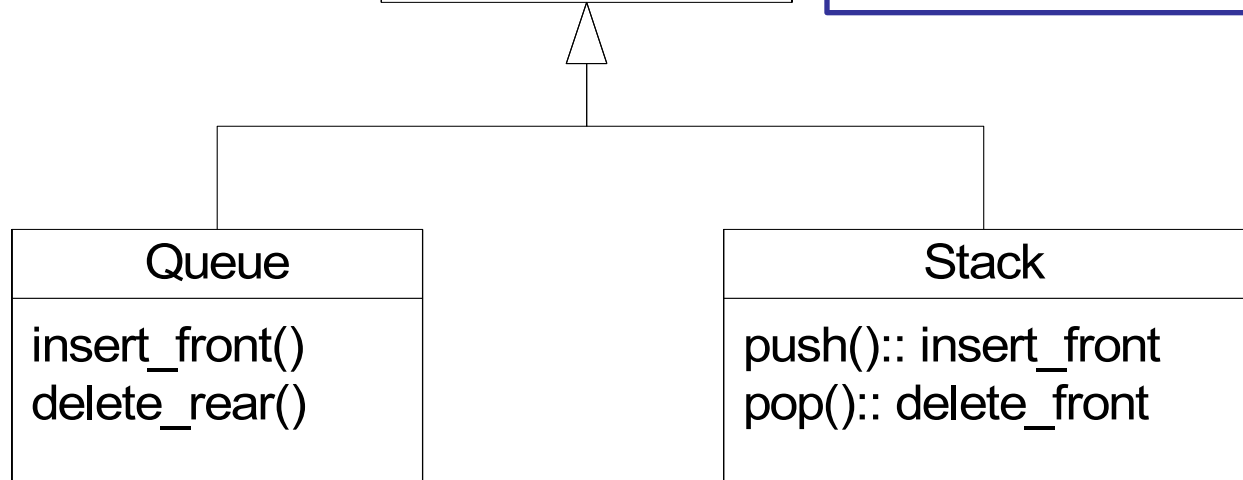 Queue
insert_front()
delete_rear()
Stack
push():: insert_front
pop():: delete_front